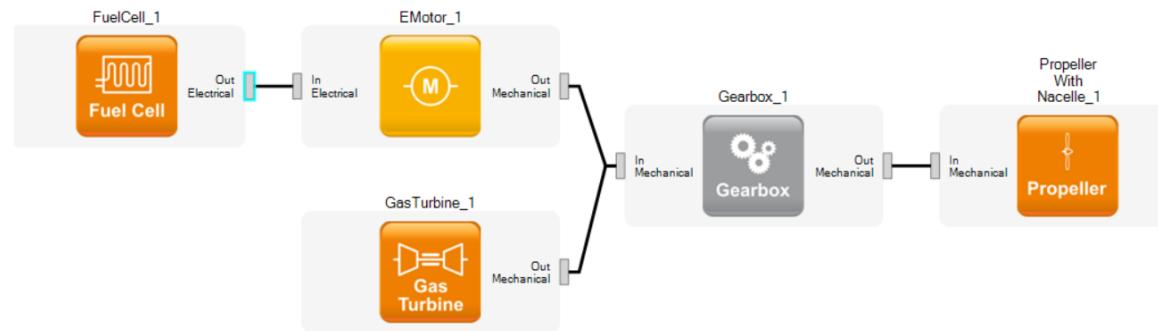 FuelCell_1
Fuel Cell
Out
Electrical
EMotor_1
In
Electrical
M
Out
Mechanical
GasTurbine_1
Gas
Turbine
Out
Mechanical
Gearbox_1
In
Mechanical
Gearbox
Out
Mechanical
Propeller
With
Nacelle_1
In
Mechanical
Propeller